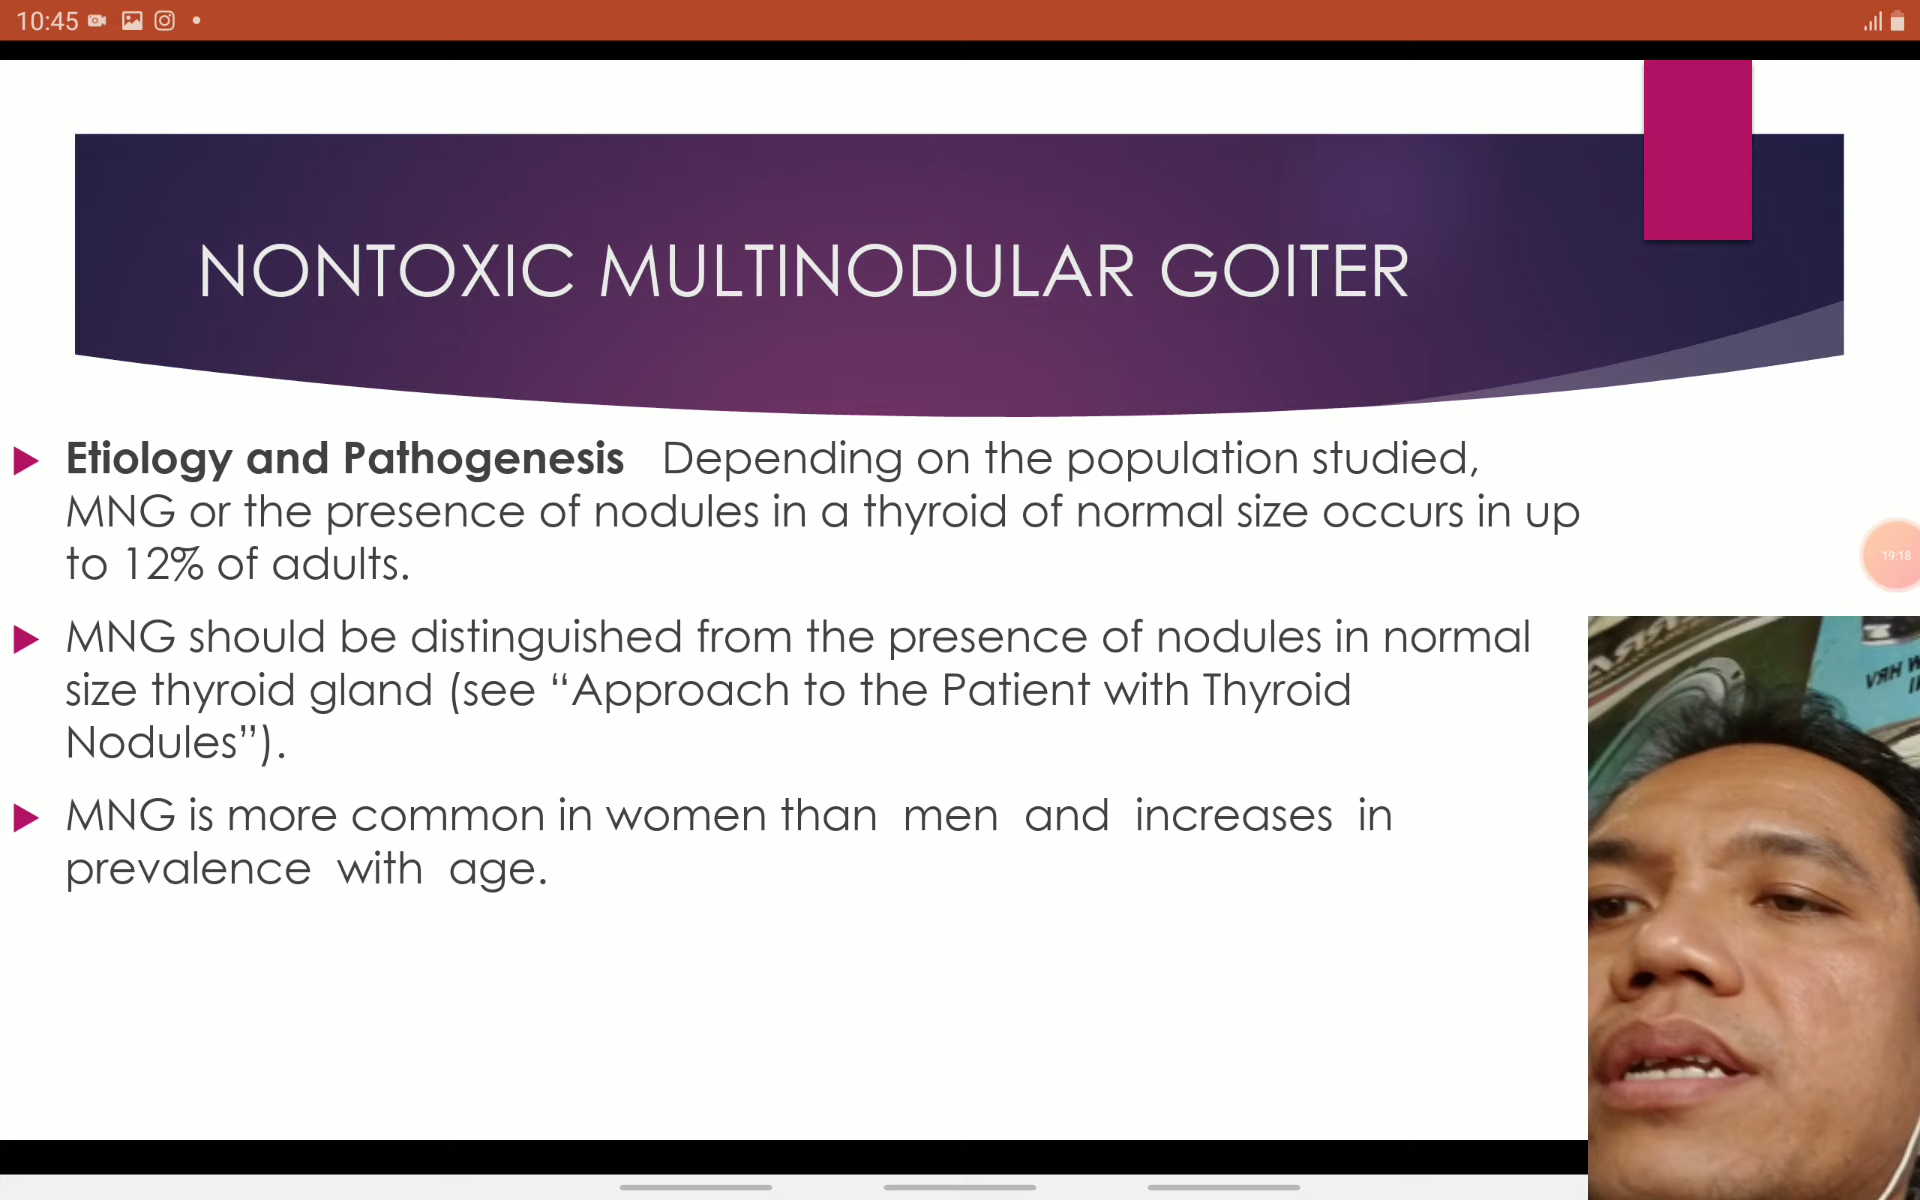 10:45
NONTOXIC MULTINODULAR GOITER
Etiology and Pathogenesis Depending on the population studied,
MNG or the presence of nodules in a thyroid of normal size occurs in up
to 12% of adults.
MNG should be distinguished from the presence of nodules in normal
size thyroid gland (see “Approach to the Patient with Thyroid
Nodules”).
MNG is more common in women than men and increases in
prevalence with age.
19:18